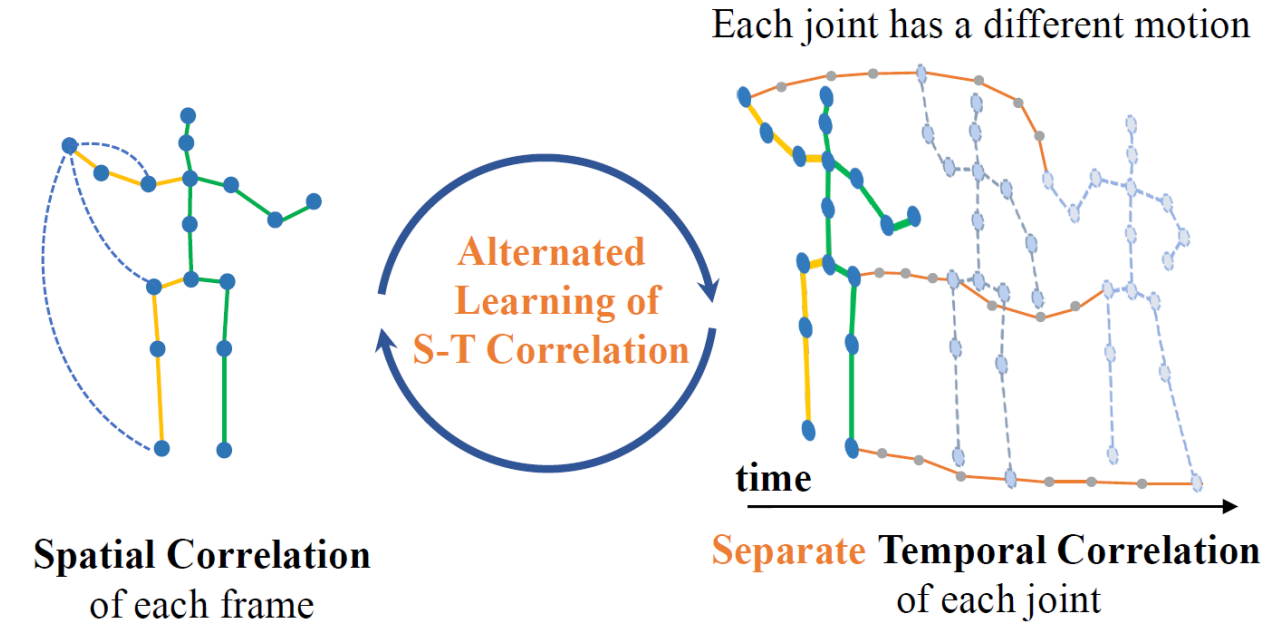 Each joint has a different motion
Alternated
Learning of
S-T Correlation
time
Spatial Correlation
of each frame
Separate Temporal Correlation
of each joint